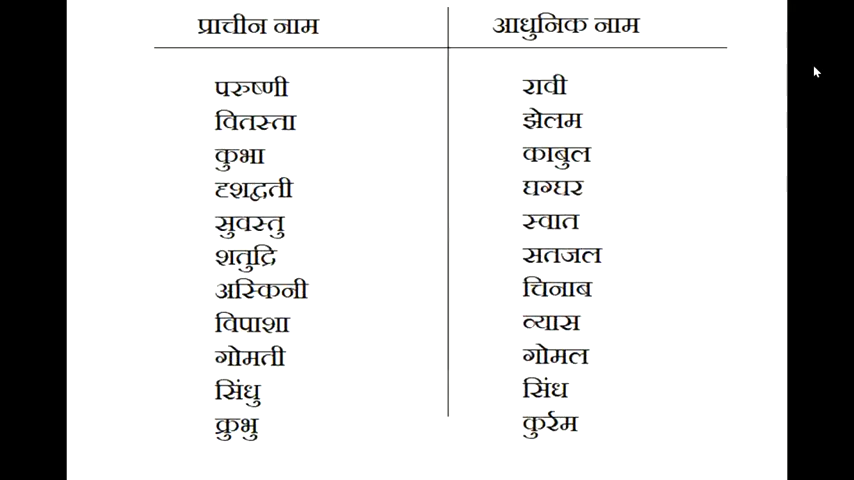 प्राचीन नाम आधुनिक नाम
परुष्णी रावी
वितस्ता झेलम
कुभा काबुल
दृशद्वती घग्घर
सुवस्तु स्वात
शतुद्रि सतजल
अस्किनी चिनाब
विपाशा व्यास
गोमती गोमल
सिंधु सिंध
क्रुभु कुर्रम